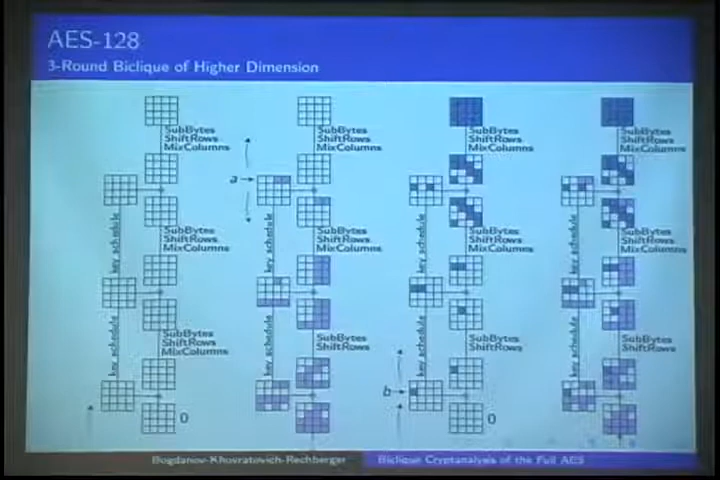 AES-128
3-Round Biclique of Higher Dimension
SubBytes
ShiftRows
MixColumns
SubBytes
ShiftRows
MixColumns
SubBytes
ShiftRows
MixColumns
SubBytes
ShiftRows
MixColumns
a
key schedule
key schedule
key schedule
key schedule
SubBytes
ShiftRows
MixColumns
SubBytes
ShiftRows
MixColumns
SubBytes
ShiftRows
MixColumns
SubBytes
ShiftRows
MixColumns
key schedule
key schedule
key schedule
key schedule
SubBytes
ShiftRows
MixColumns
SubBytes
ShiftRows
SubBytes
ShiftRows
SubBytes
ShiftRows
b
0
0
Bogdanov-Khovratovich-Rechberger
Biclique Cryptanalysis of the Full AES